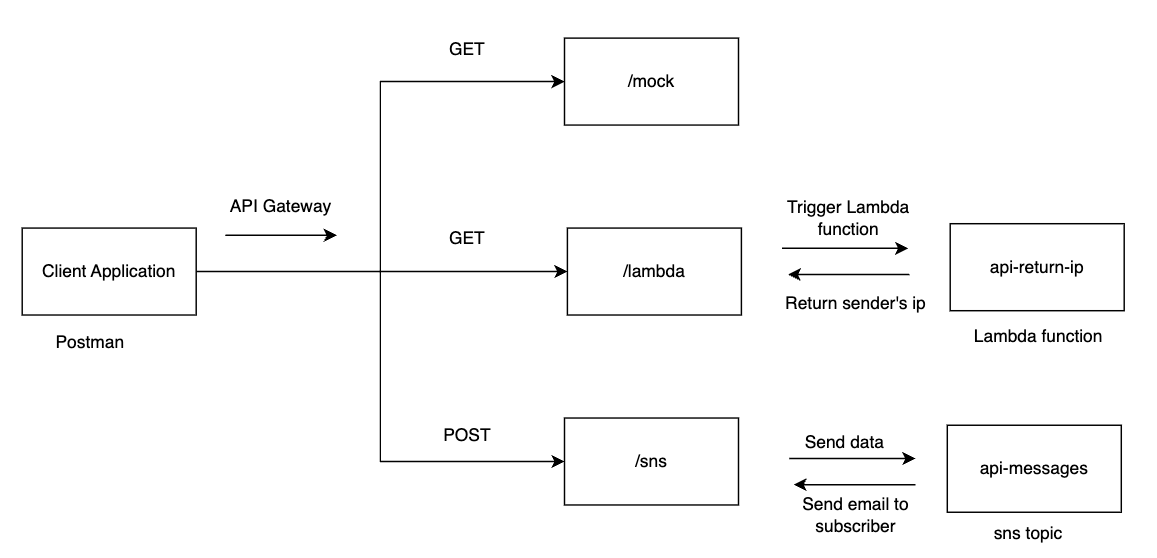 GET
/mock
API Gateway
GET
Trigger Lambda
function
Client Application
/lambda
api-return-ip
Return sender's ip
Postman
Lambda function
POST
/sns
Send data
api-messages
Send email to
subscriber
sns topic